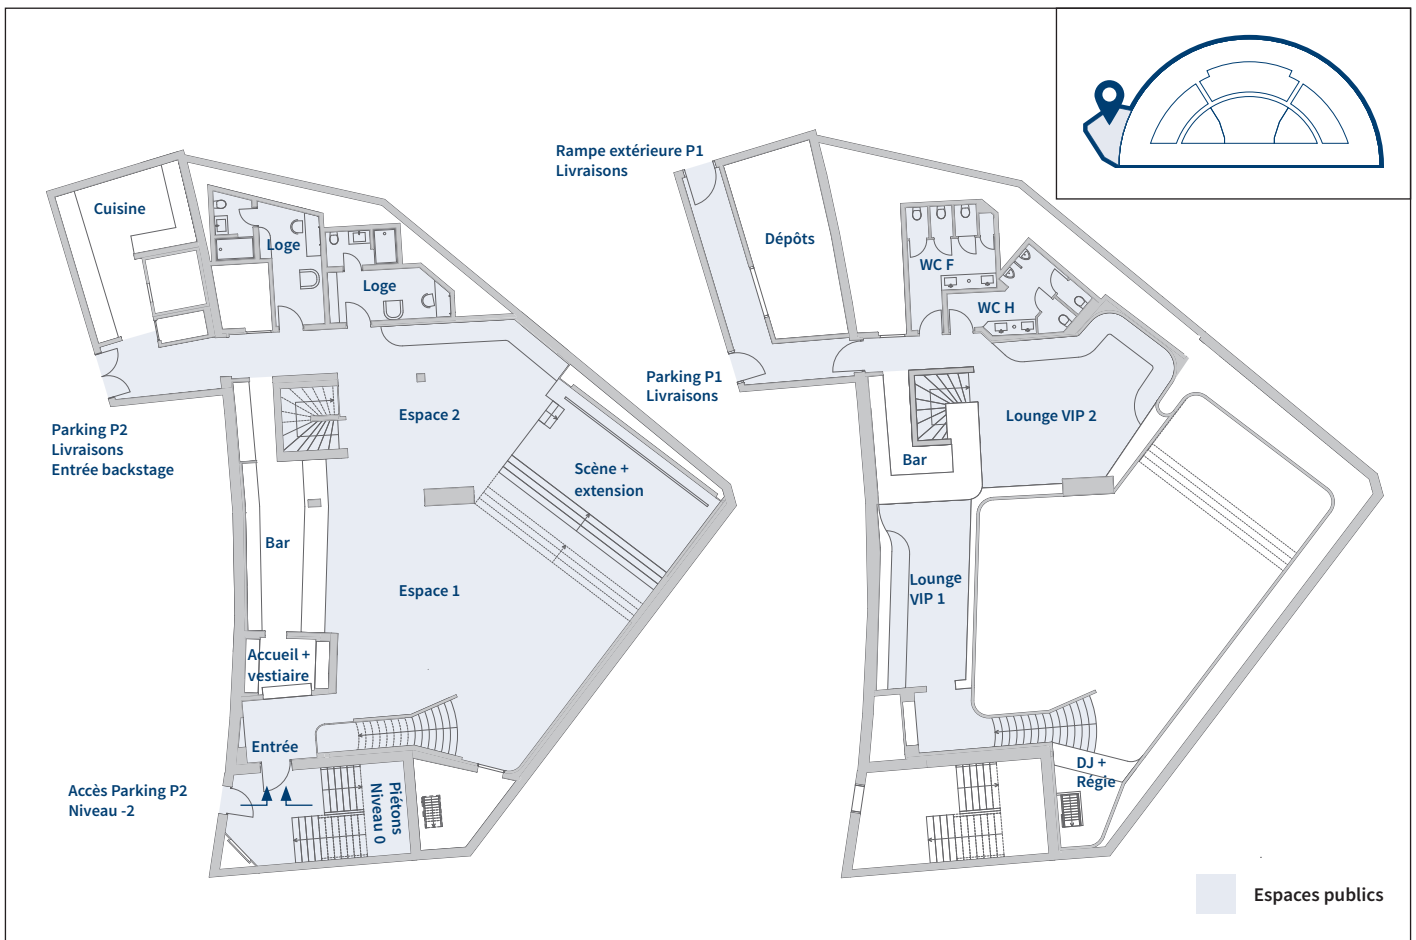 Rampe extérieure P1
Livraisons
Cuisine
Loge
Loge
Dépôts
WC F
WC H
Parking P1
Livraisons
Parking P2
Livraisons
Entrée backstage
Espace 2
Scène +
extension
Bar
Espace 1
Accueil +
vestiaire
Entrée
Accès Parking P2
Niveau -2
Piétons
Niveau 0
Lounge VIP 2
Bar
Lounge
VIP 1
DJ +
Régie
Espaces publics